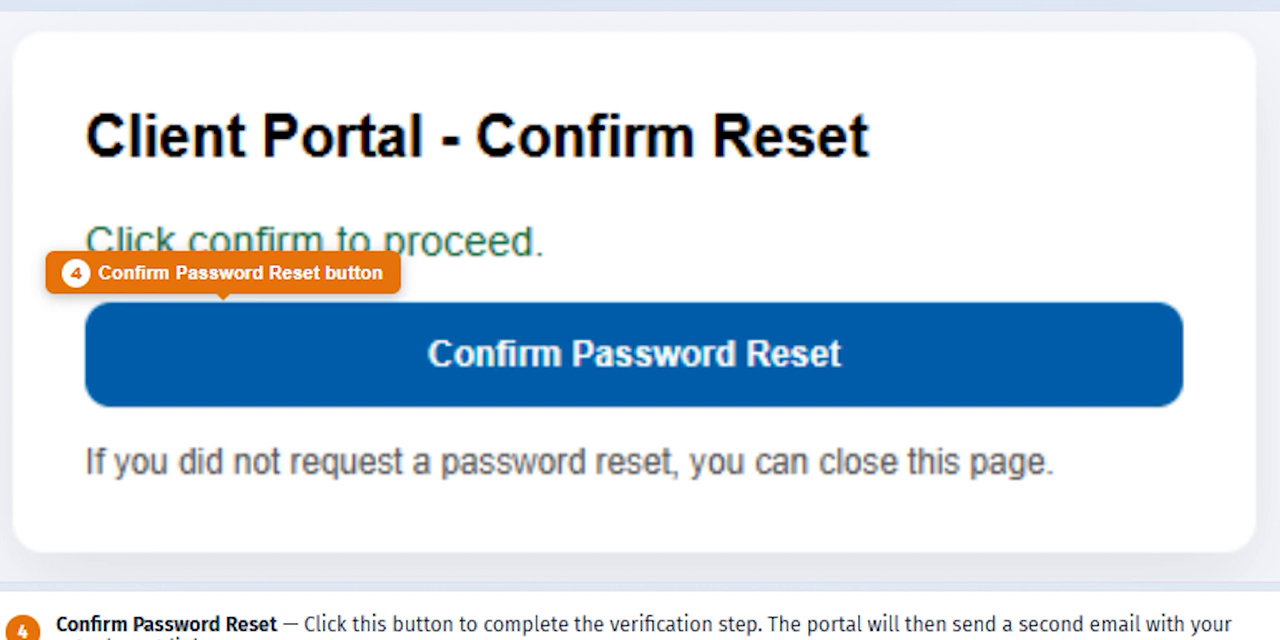 Client Portal - Confirm Reset
Click confirm to proceed.
4 Confirm Password Reset button
Confirm Password Reset
If you did not request a password reset, you can close this page.
4 Confirm Password Reset — Click this button to complete the verification step. The portal will then send a second email with your